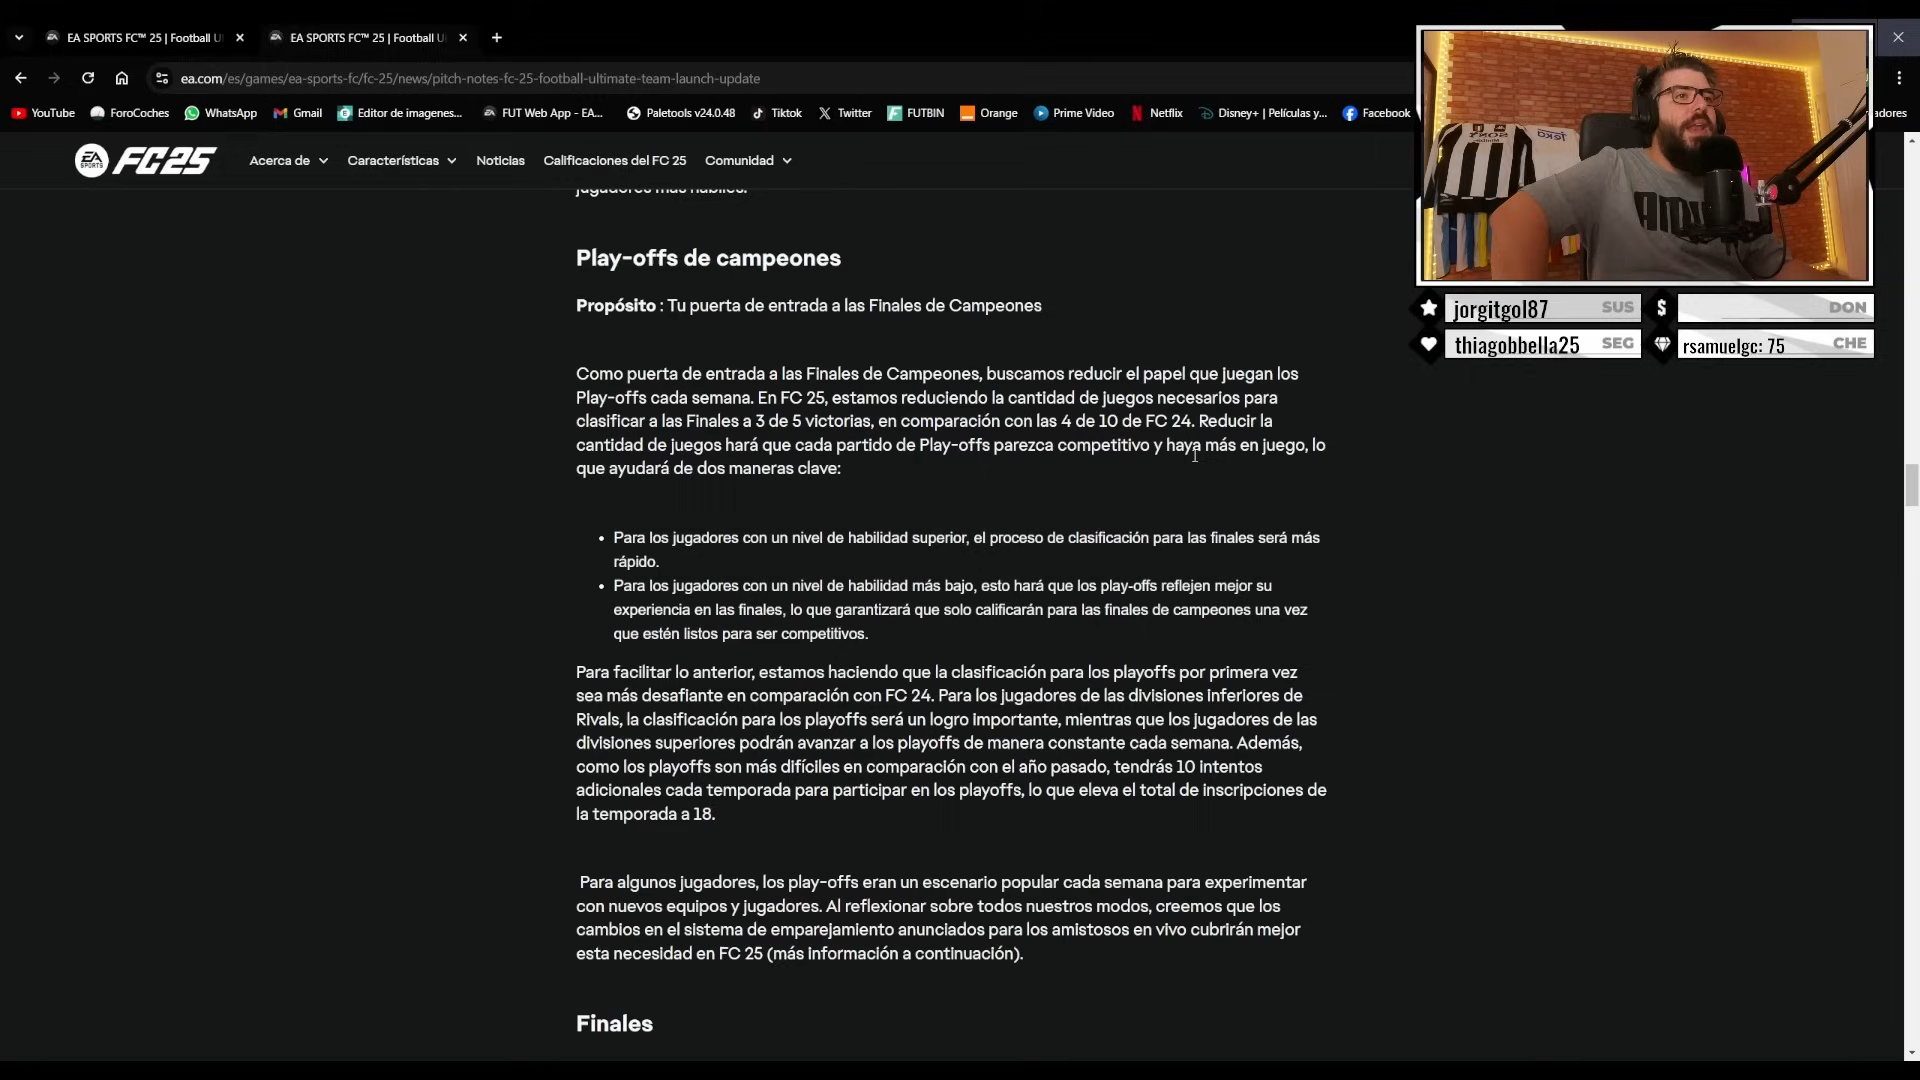 EA SPORTS FC™ 25 | Football U
EA SPORTS FC™ 25 | Football U
ea.com/es/games/ea-sports-fc/fc-25/news/pitch-notes-fc-25-football-ultimate-team-launch-update
YouTube ForoCoches WhatsApp Gmail Editor de imagenes... FUT Web App - EA... Paletools v24.0.48 Tiktok Twitter FUTBIN Orange Prime Video Netflix Disney+ | Películas y... Facebook adores
EA SPORTS FC25 Acerca de Características Noticias Calificaciones del FC 25 Comunidad
jugadores más hábiles.
Play-offs de campeones
Propósito : Tu puerta de entrada a las Finales de Campeones
Como puerta de entrada a las Finales de Campeones, buscamos reducir el papel que juegan los
Play-offs cada semana. En FC 25, estamos reduciendo la cantidad de juegos necesarios para
clasificar a las Finales a 3 de 5 victorias, en comparación con las 4 de 10 de FC 24. Reducir la
cantidad de juegos hará que cada partido de Play-offs parezca competitivo y haya más en juego, lo
que ayudará de dos maneras clave:
• Para los jugadores con un nivel de habilidad superior, el proceso de clasificación para las finales será más
rápido.
• Para los jugadores con un nivel de habilidad más bajo, esto hará que los play-offs reflejen mejor su
experiencia en las finales, lo que garantizará que solo calificarán para las finales de campeones una vez
que estén listos para ser competitivos.
Para facilitar lo anterior, estamos haciendo que la clasificación para los playoffs por primera vez
sea más desafiante en comparación con FC 24. Para los jugadores de las divisiones inferiores de
Rivals, la clasificación para los playoffs será un logro importante, mientras que los jugadores de las
divisiones superiores podrán avanzar a los playoffs de manera constante cada semana. Además,
como los playoffs son más difíciles en comparación con el año pasado, tendrás 10 intentos
adicionales cada temporada para participar en los playoffs, lo que eleva el total de inscripciones de
la temporada a 18.
Para algunos jugadores, los play-offs eran un escenario popular cada semana para experimentar
con nuevos equipos y jugadores. Al reflexionar sobre todos nuestros modos, creemos que los
cambios en el sistema de emparejamiento anunciados para los amistosos en vivo cubrirán mejor
esta necesidad en FC 25 (más información a continuación).
Finales
jorgitgol87 SUS $ DON
thiagobbella25 SEG rsamuelgc: 75 CHE